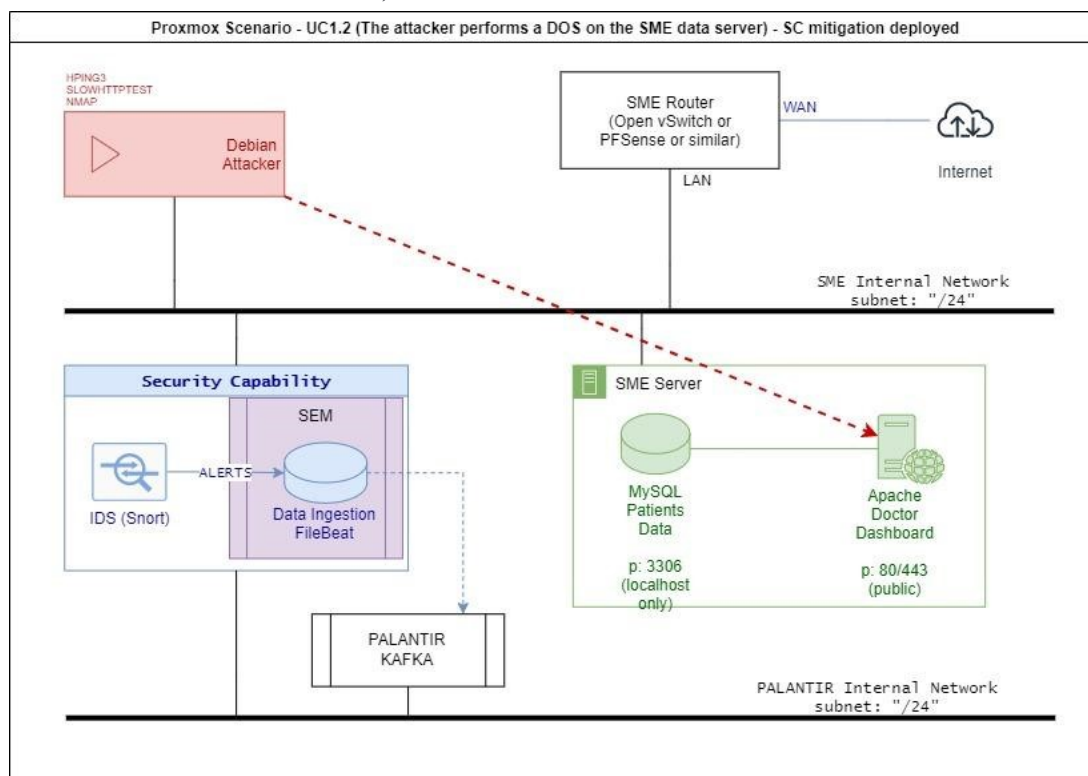 Proxmox Scenario - UC1.2 (The attacker performs a DOS on the SME data server) - SC mitigation deployed
HPING3
SLOWHTTPTEST
NMAP
Debian
Attacker
SME Router
(Open vSwitch or
PFSense or similar)
WAN
Internet
LAN
SME Internal Network
subnet: "/24"
Security Capability
SEM
IDS (Snort)
ALERTS
Data Ingestion
FileBeat
SME Server
MySQL
Patients
Data
p: 3306
(localhost
only)
Apache
Doctor
Dashboard
p: 80/443
(public)
PALANTIR
KAFKA
PALANTIR Internal Network
subnet: "/24"